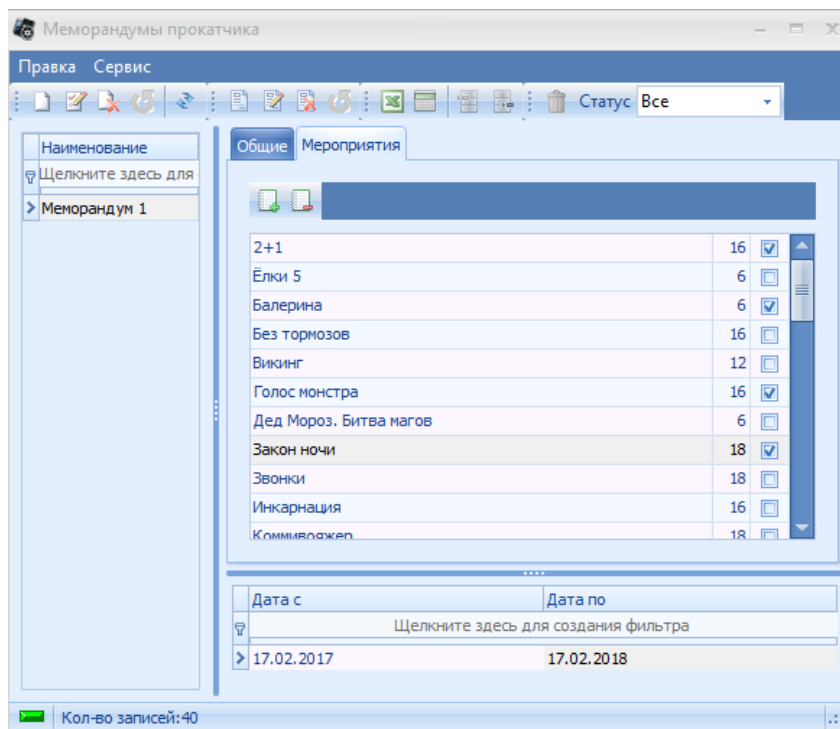 Меморандумы прокатчика
Правка Сервис
Статус Все
Наименование
Щелкните здесь для
Меморандум 1
Общие Мероприятия
2+1 16
Ёлки 5 6
Балерина 6
Без тормозов 16
Викинг 12
Голос монстра 16
Дед Мороз. Битва магов 6
Закон ночи 18
Звонки 18
Инкарнация 16
Коммивояжер 18
Дата с Дата по
Щелкните здесь для создания фильтра
17.02.2017 17.02.2018
Кол-во записей:40